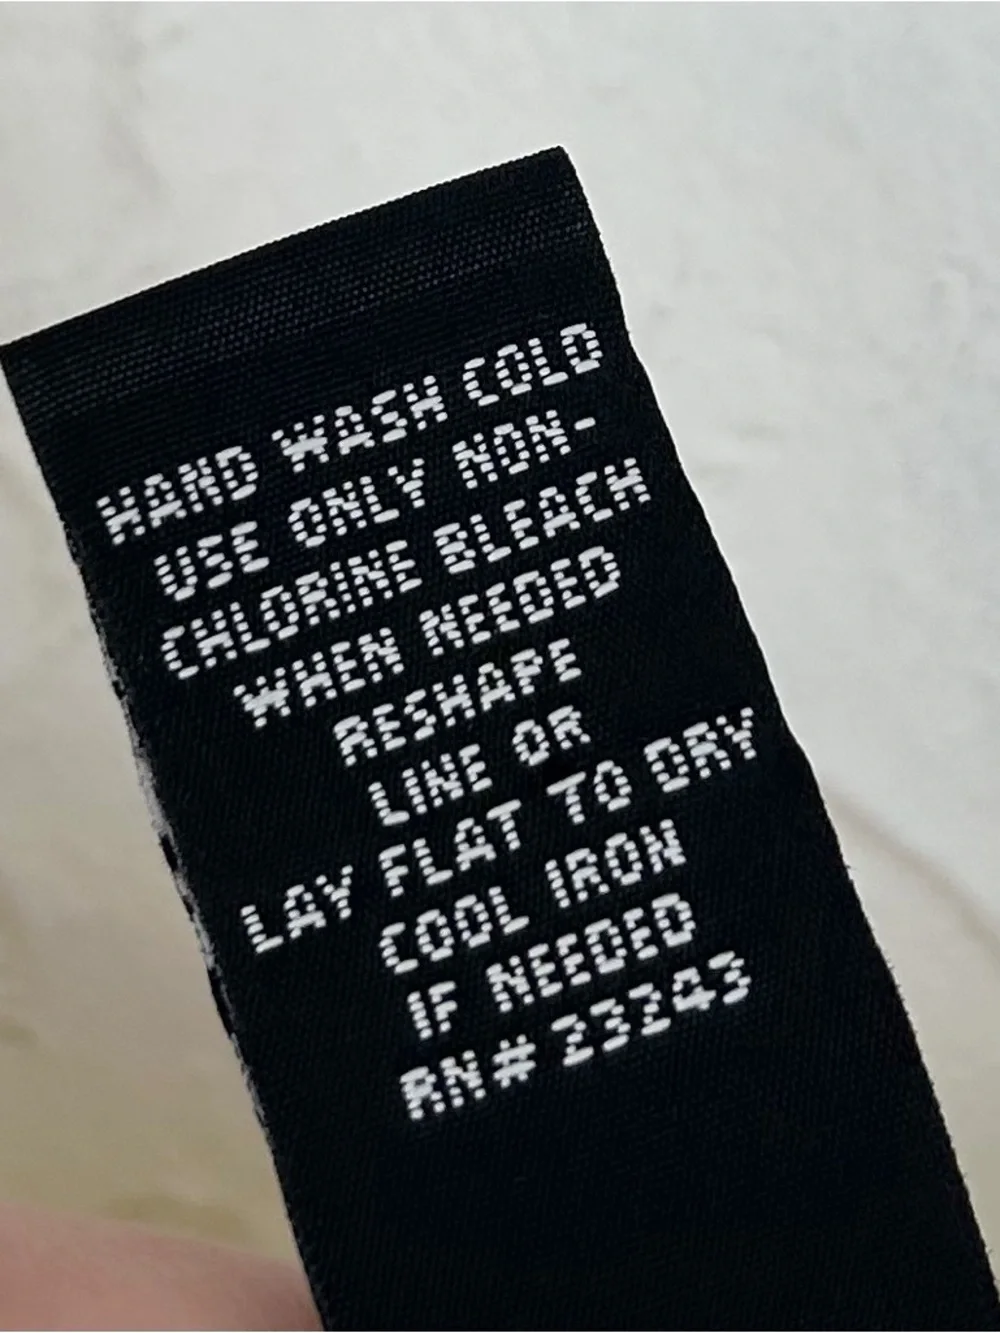 HAND WASH COLD
USE ONLY NON-
CHLORINE BLEACH
WHEN NEEDED
RESHAPE
LINE OR
LAY FLAT TO DRY
COOL IRON
IF NEEDED
RN# 23243